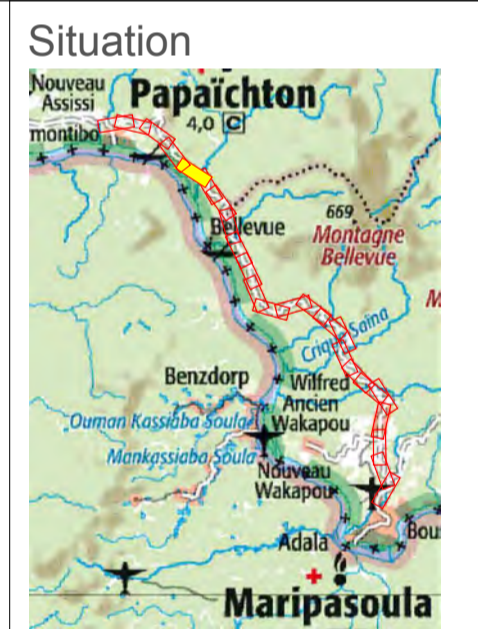 Situation
Nouveau
Assissi
Papaïchton
montibo
4,0 C
Bellevue
669
Montagne
Bellevue
M
Crique Saïna
Benzdorp
Wilfred
Ancien
Wakapou
Ouman Kassiaba Soula
Mankassiaba Soula
Nouveau
Wakapou
Adala
Bou
Maripasoula